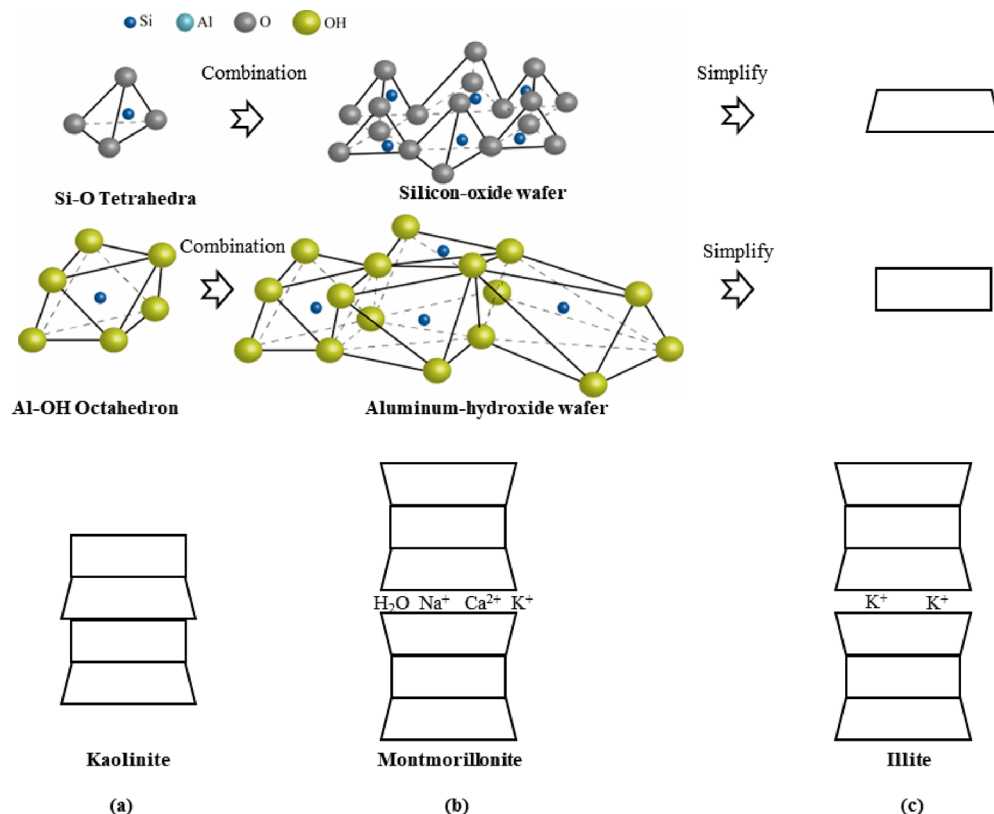 Si Al O OH
Combination
Simplify
Si-O Tetrahedra
Silicon-oxide wafer
Combination
Simplify
Al-OH Octahedron
Aluminum-hydroxide wafer
H₂O Na⁺ Ca²⁺ K⁺
K⁺ K⁺
Kaolinite
Montmorillonite
Illite
(a)
(b)
(c)